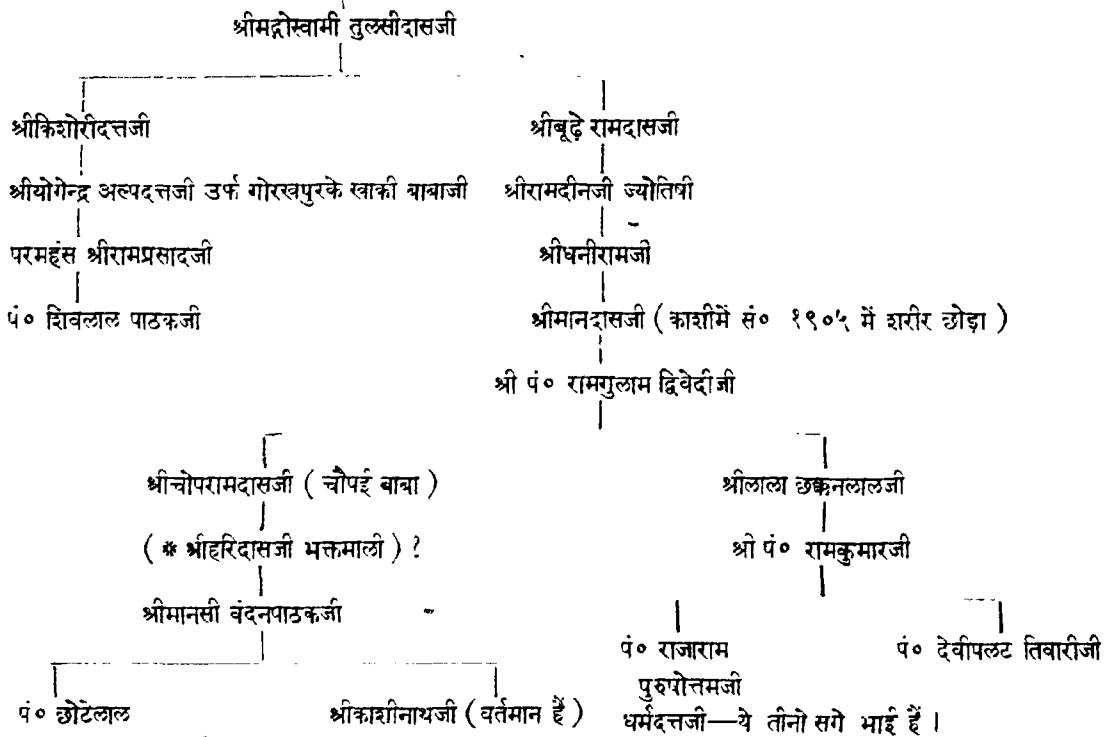 श्रीमद्गोस्वामी तुलसीदासजी
श्रीकिशोरीदत्तजी
श्रीबूढ़े रामदासजी
श्रीयोगेन्द्र अल्पदत्तजी उर्फ गोरखपुरके खाकी बाबाजी
श्रीरामदीनजी ज्योतिषी
परमहंस श्रीरामप्रसादजी
श्रीधनीरामजी
पं० शिवलाल पाठकजी
श्रीमानदासजी ( काशीमें सं० १९०५ में शरीर छोड़ा )
श्री पं० रामगुलाम द्विवेदीजी
श्रीचोपरामदासजी ( चौपई बाबा )
श्रीलाला छक्कनलालजी
( * श्रीहरिदासजी भक्तमाली ) ?
श्री पं० रामकुमारजी
श्रीमानसी वंदनपाठकजी
पं० राजाराम
पं० देवीपलट तिवारीजी
पुरुषोत्तमजी
पं० छोटेलाल
श्रीकाशीनाथजी ( वर्तमान हैं )
धर्मदत्तजी—ये तीनो सगे भाई हैं ।